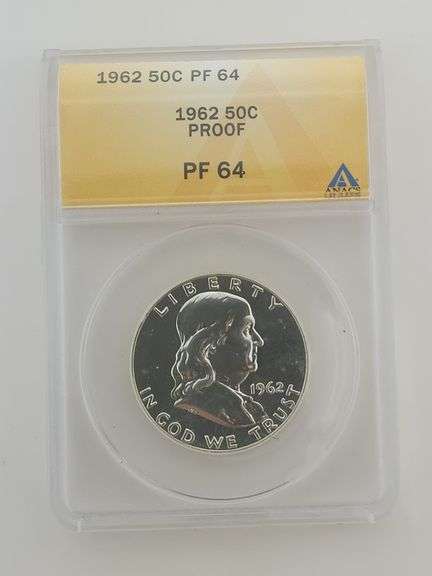 1962 50C PF 64
1962 50C
PROOF
PF 64
ANACS
LIBERTY
1962
IN GOD WE TRUST